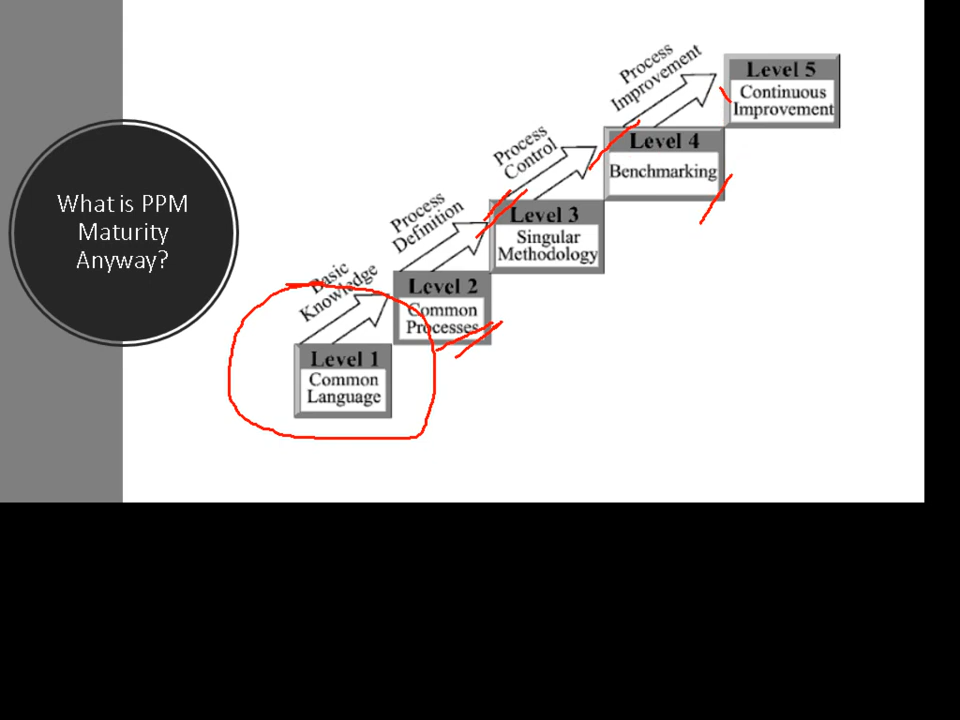 What is PPM
Maturity
Anyway?
Level 1
Common
Language
Basic
Knowledge
Level 2
Common
Processes
Process
Definition
Level 3
Singular
Methodology
Process
Control
Level 4
Benchmarking
Process
Improvement
Level 5
Continuous
Improvement